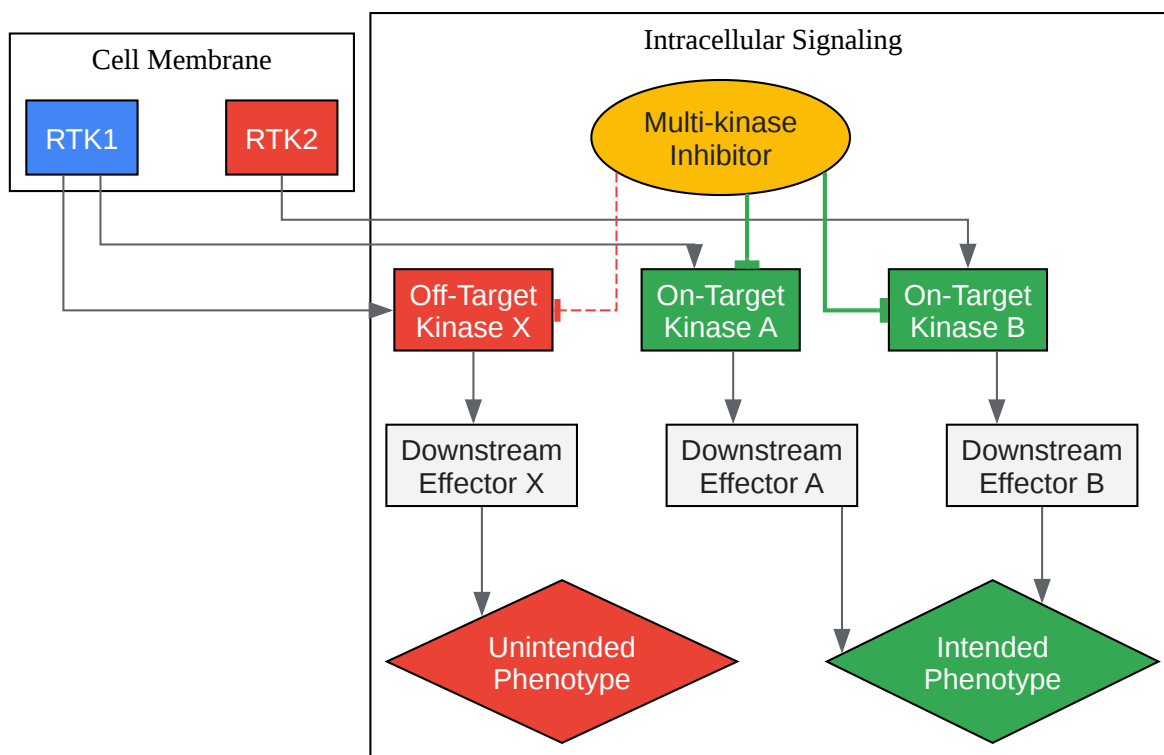 Intracellular Signaling
Cell Membrane
RTK1
RTK2
Multi-kinase
Inhibitor
Off-Target
Kinase X
On-Target
Kinase A
On-Target
Kinase B
Downstream
Effector X
Downstream
Effector A
Downstream
Effector B
Unintended
Phenotype
Intended
Phenotype